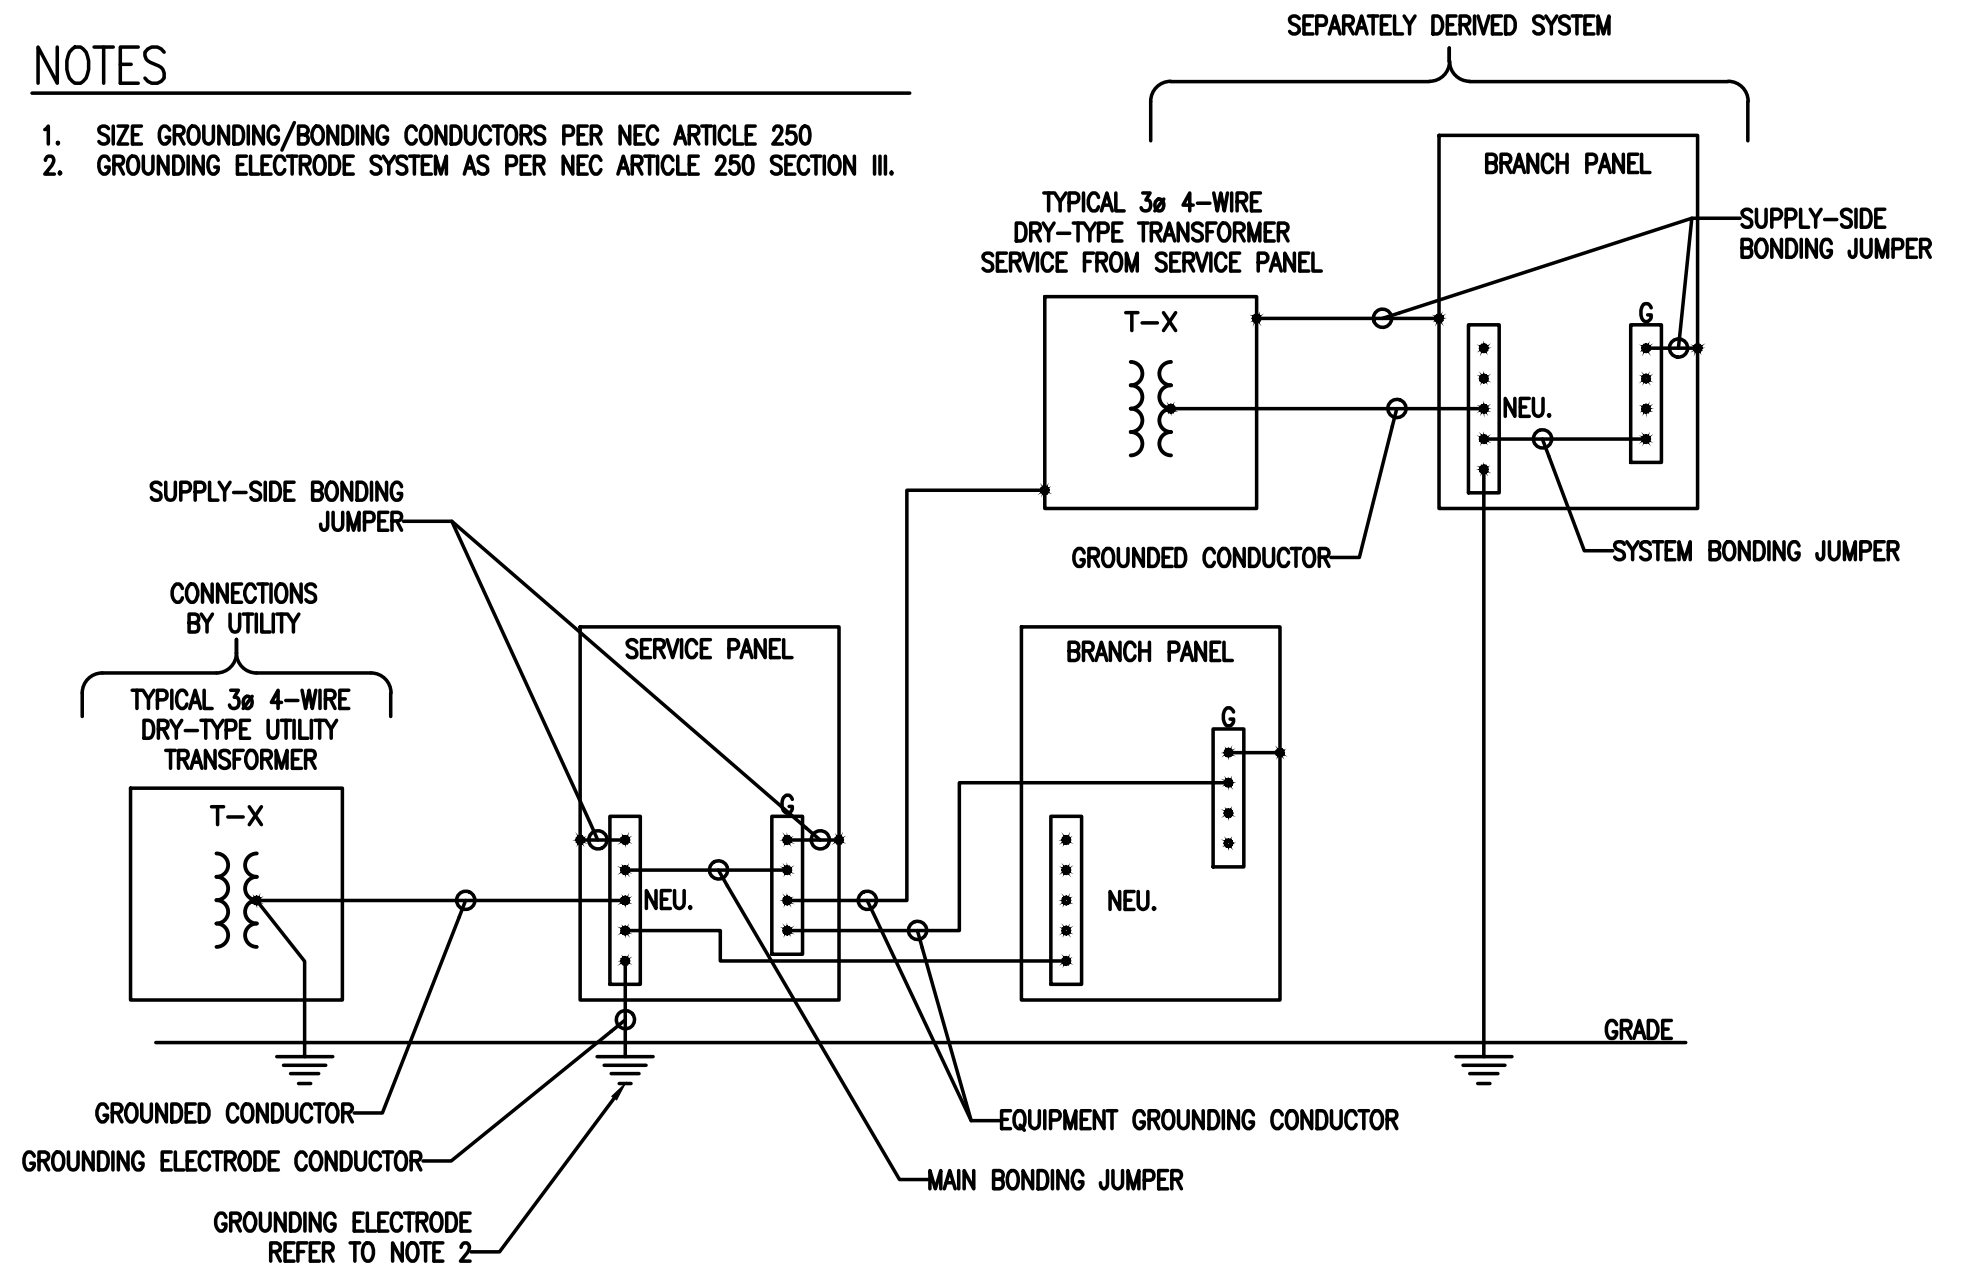 NOTES
1. SIZE GROUNDING/BONDING CONDUCTORS PER NEC ARTICLE 250
2. GROUNDING ELECTRODE SYSTEM AS PER NEC ARTICLE 250 SECTION III.
SEPARATELY DERIVED SYSTEM
BRANCH PANEL
TYPICAL 3ø 4-WIRE
DRY-TYPE TRANSFORMER
SERVICE FROM SERVICE PANEL
SUPPLY-SIDE
BONDING JUMPER
T-X
G
NEU.
GROUNDED CONDUCTOR
SYSTEM BONDING JUMPER
SUPPLY-SIDE BONDING
JUMPER
CONNECTIONS
BY UTILITY
TYPICAL 3ø 4-WIRE
DRY-TYPE UTILITY
TRANSFORMER
T-X
SERVICE PANEL
G
NEU.
BRANCH PANEL
G
NEU.
GRADE
GROUNDED CONDUCTOR
GROUNDING ELECTRODE CONDUCTOR
GROUNDING ELECTRODE
REFER TO NOTE 2
EQUIPMENT GROUNDING CONDUCTOR
MAIN BONDING JUMPER